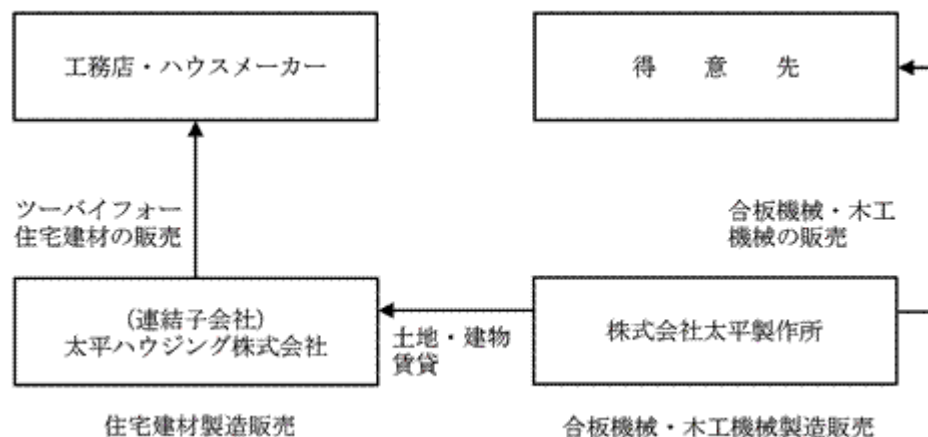 工務店・ハウスメーカー
得意先
ツーバイフォー
住宅建材の販売
合板機械・木工
機械の販売
(連結子会社)
太平ハウジング株式会社
土地・建物
賃貸
株式会社太平製作所
住宅建材製造販売
合板機械・木工機械製造販売